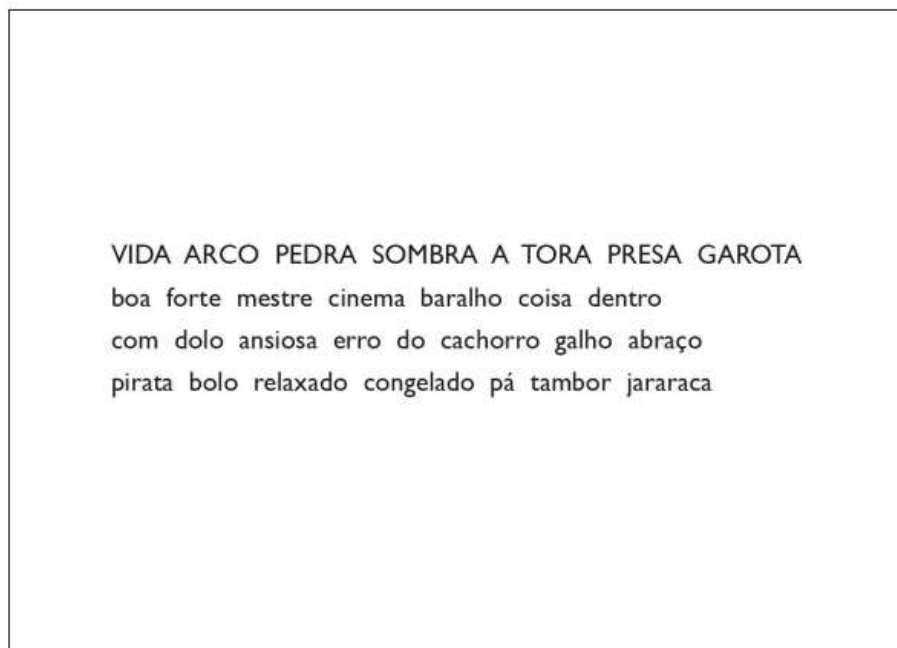 VIDA ARCO PEDRA SOMBRA A TORA PRESA GAROTA
boa forte mestre cinema baralho coisa dentro
com dolo ansiosa erro do cachorro galho abraço
pirata bolo relaxado congelado pá tambor jararaca